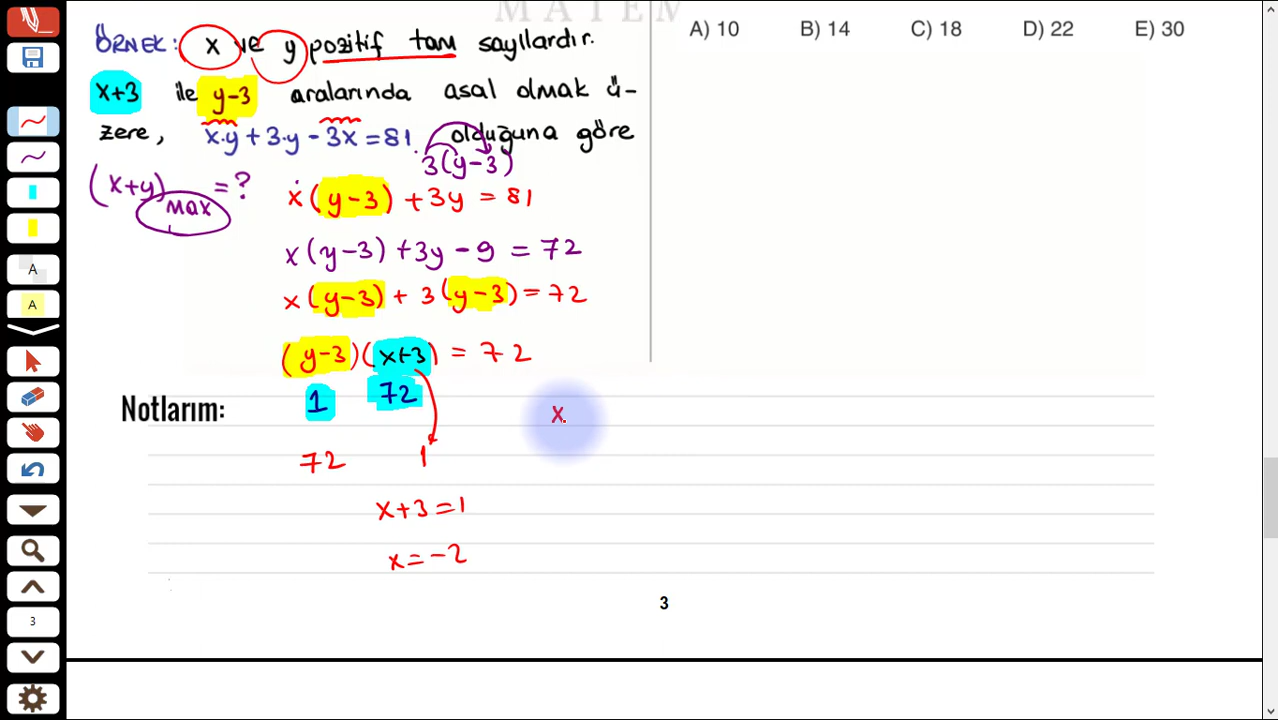 MATEM
A) 10 B) 14 C) 18 D) 22 E) 30
ÖRNEK: x ve y pozitif tam sayılardır.
x+3 ile y-3 aralarında asal olmak ü-
zere, x.y + 3.y - 3x = 81. olduğuna göre
3(y-3)
(x+y) max = ?
x(y-3) + 3y = 81
x(y-3) + 3y - 9 = 72
x(y-3) + 3(y-3) = 72
(y-3)(x+3) = 72
Notlarım: 1 72 x
72 1
x+3 = 1
x = -2
3
A
A
3